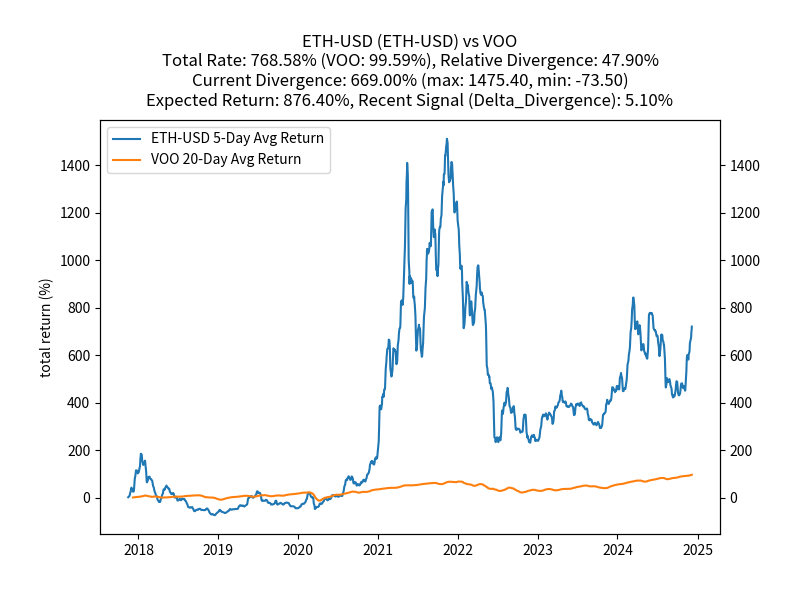 ETH-USD (ETH-USD) vs VOO
Total Rate: 768.58% (VOO: 99.59%), Relative Divergence: 47.90%
Current Divergence: 669.00% (max: 1475.40, min: -73.50)
Expected Return: 876.40%, Recent Signal (Delta_Divergence): 5.10%
ETH-USD 5-Day Avg Return
VOO 20-Day Avg Return
total return (%)
1400 1400
1200 1200
1000 1000
800 800
600 600
400 400
200 200
0 0
2018 2019 2020 2021 2022 2023 2024 2025